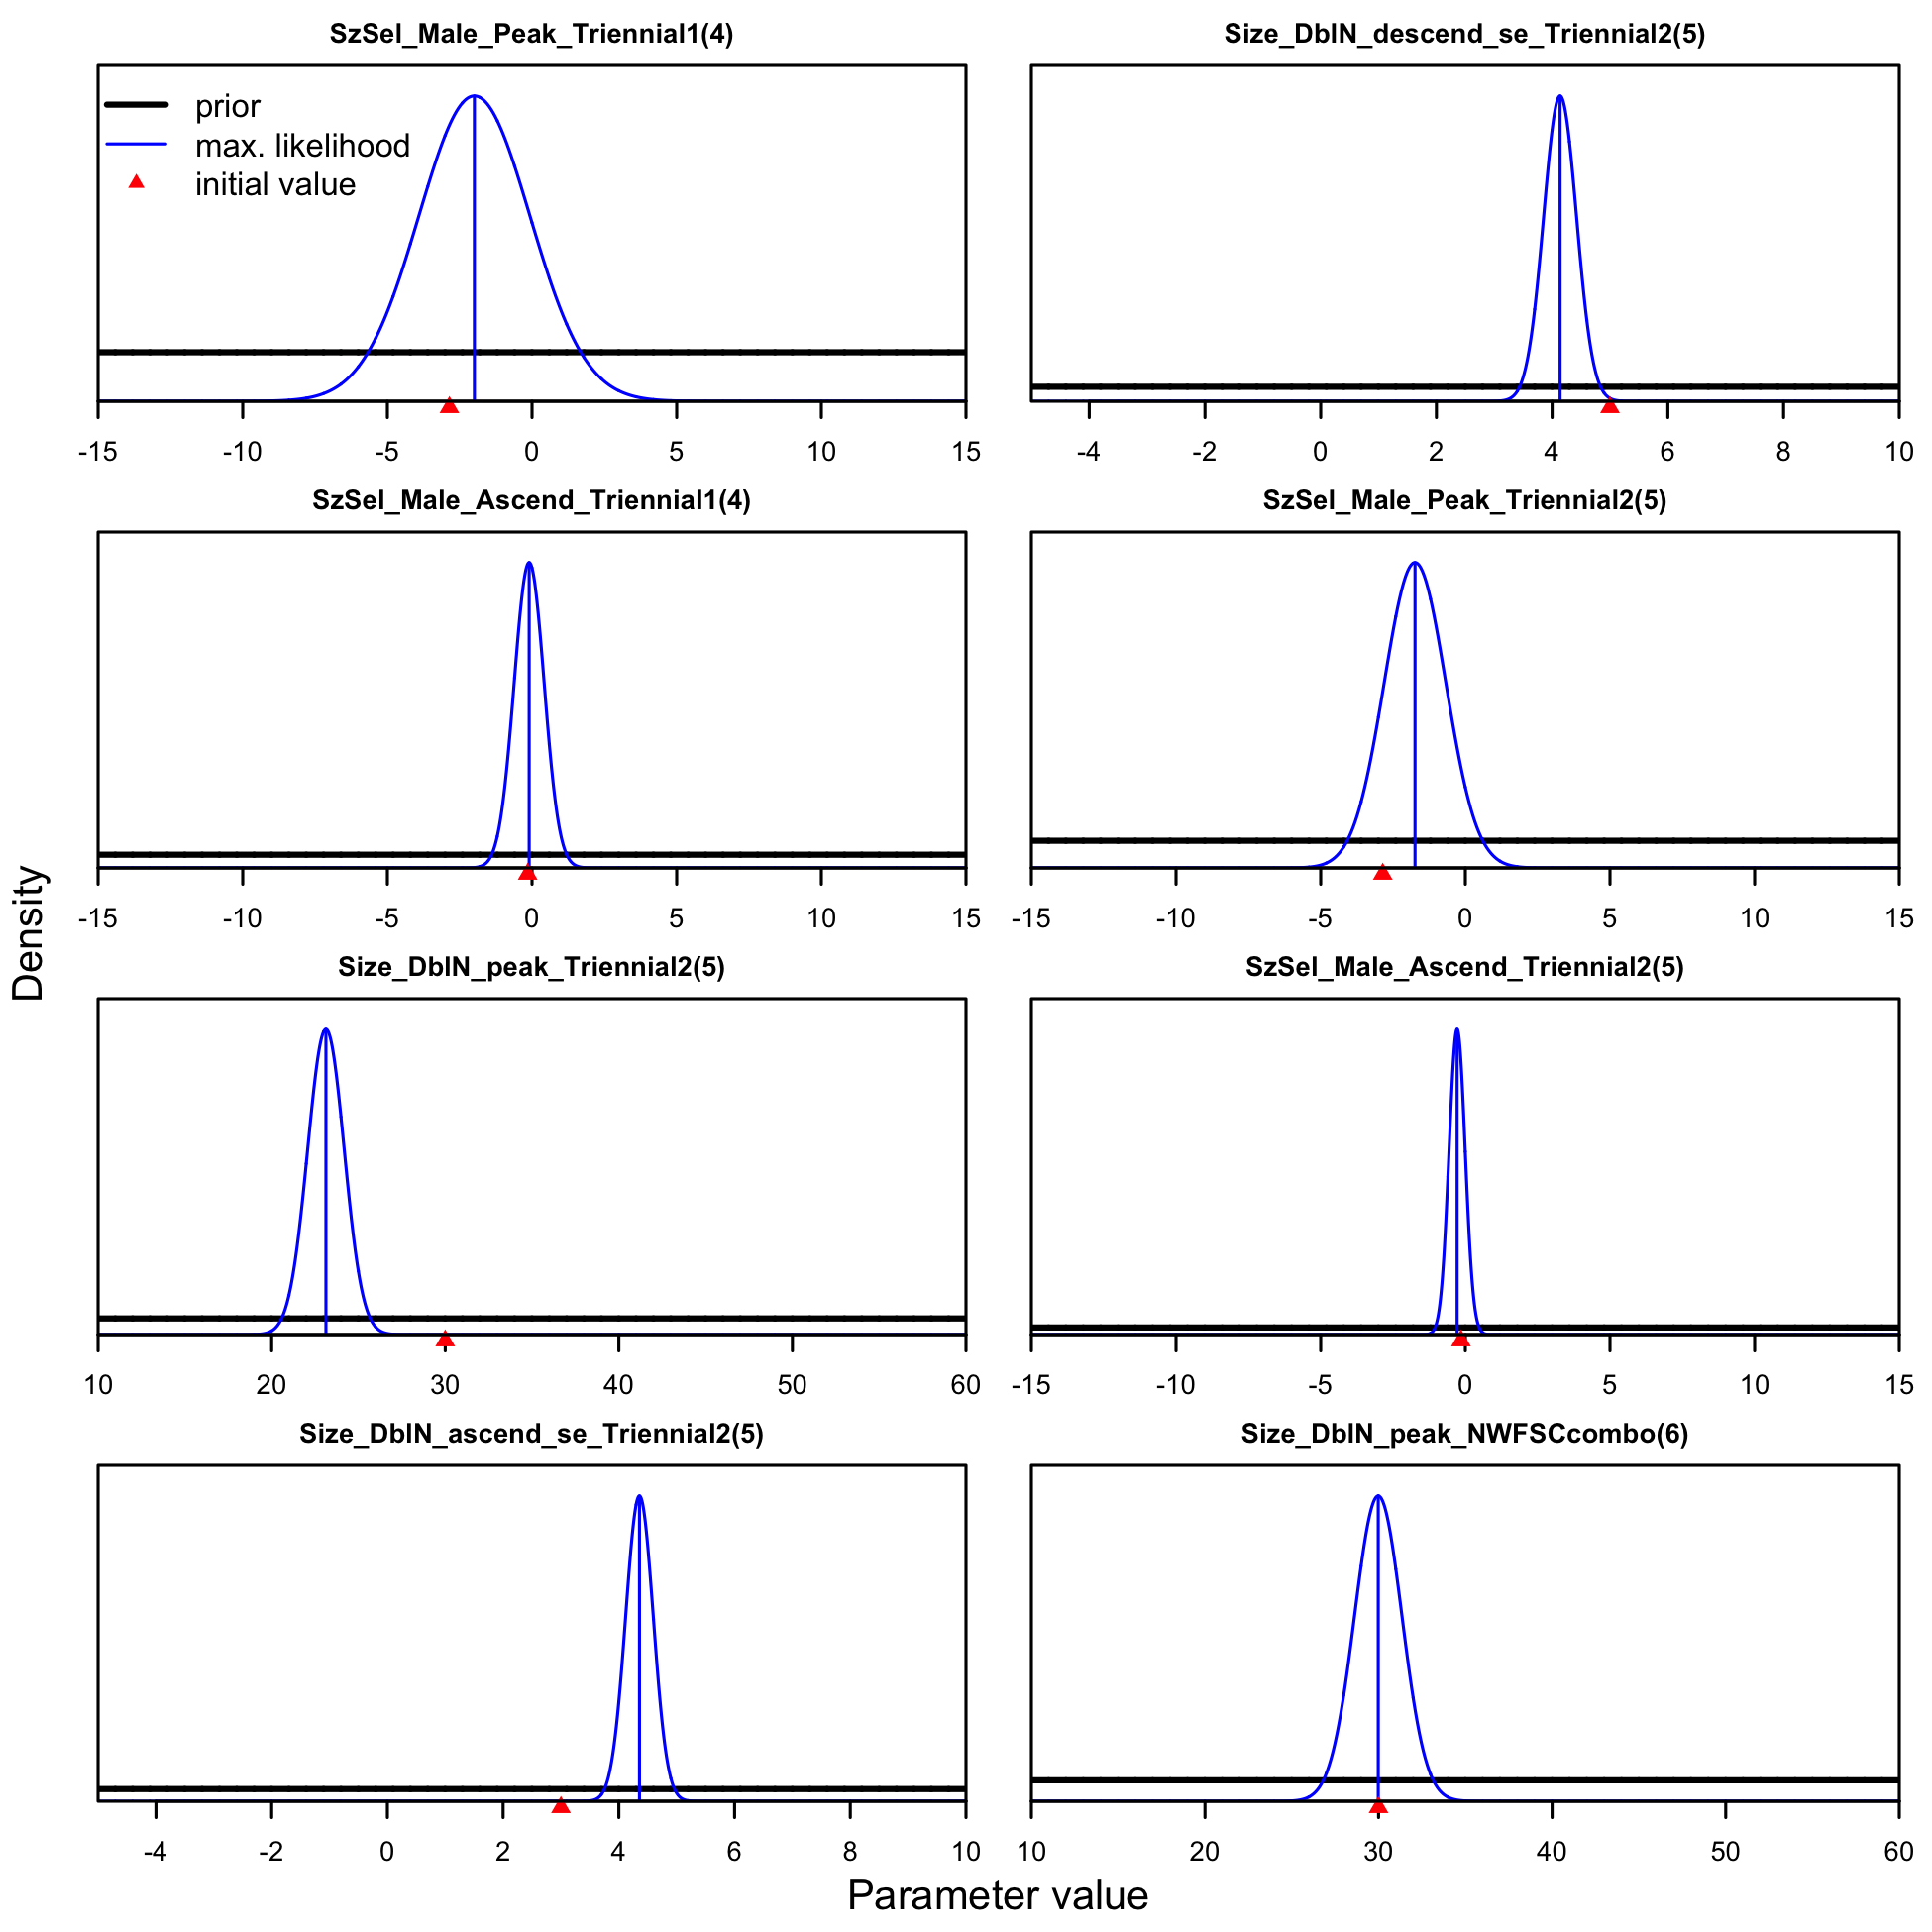 SzSel_Male_Peak_Triennial1(4)
prior
max. likelihood
initial value
-15 -10 -5 0 5 10 15
Size_DblN_descend_se_Triennial2(5)
-4 -2 0 2 4 6 8 10
SzSel_Male_Ascend_Triennial1(4)
-15 -10 -5 0 5 10 15
SzSel_Male_Peak_Triennial2(5)
-15 -10 -5 0 5 10 15
Size_DblN_peak_Triennial2(5)
10 20 30 40 50 60
SzSel_Male_Ascend_Triennial2(5)
-15 -10 -5 0 5 10 15
Size_DblN_ascend_se_Triennial2(5)
-4 -2 0 2 4 6 8 10
Size_DblN_peak_NWFSCcombo(6)
10 20 30 40 50 60
Density
Parameter value